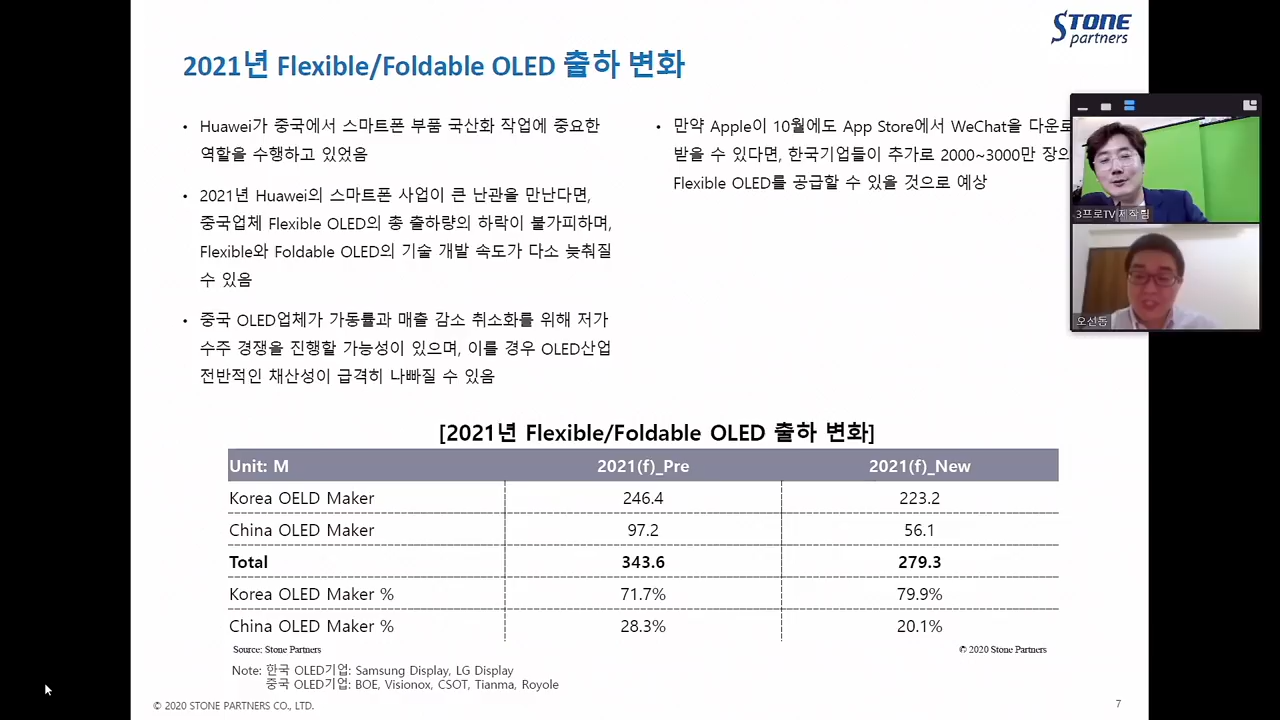 STONE
partners
2021년 Flexible/Foldable OLED 출하 변화
• Huawei가 중국에서 스마트폰 부품 국산화 작업에 중요한
역할을 수행하고 있었음
• 2021년 Huawei의 스마트폰 사업이 큰 난관을 만난다면,
중국업체 Flexible OLED의 총 출하량의 하락이 불가피하며,
Flexible와 Foldable OLED의 기술 개발 속도가 다소 늦춰질
수 있음
• 중국 OLED업체가 가동률과 매출 감소 취소화를 위해 저가
수주 경쟁을 진행할 가능성이 있으며, 이를 경우 OLED산업
전반적인 채산성이 급격히 나빠질 수 있음
• 만약 Apple이 10월에도 App Store에서 WeChat을 다운로
받을 수 있다면, 한국기업들이 추가로 2000~3000만 장으
Flexible OLED를 공급할 수 있을 것으로 예상
3프로TV 제작팀
오선동
[2021년 Flexible/Foldable OLED 출하 변화]
Unit: M 2021(f)_Pre 2021(f)_New
Korea OELD Maker 246.4 223.2
China OLED Maker 97.2 56.1
Total 343.6 279.3
Korea OLED Maker % 71.7% 79.9%
China OLED Maker % 28.3% 20.1%
Source: Stone Partners © 2020 Stone Partners
Note: 한국 OLED기업: Samsung Display, LG Display
중국 OLED기업: BOE, Visionox, CSOT, Tianma, Royole
© 2020 STONE PARTNERS CO., LTD. 7